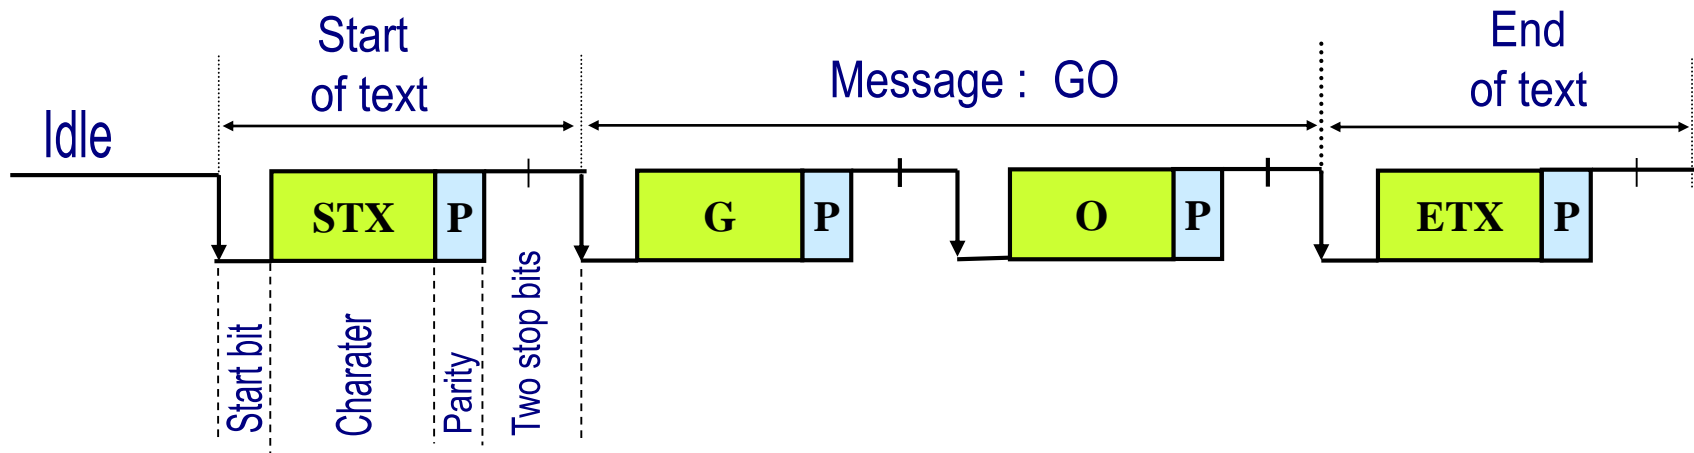 Start
of text
Message : GO
End
of text
Idle
STX P
G P
O P
ETX P
Start bit
Charater
Parity
Two stop bits